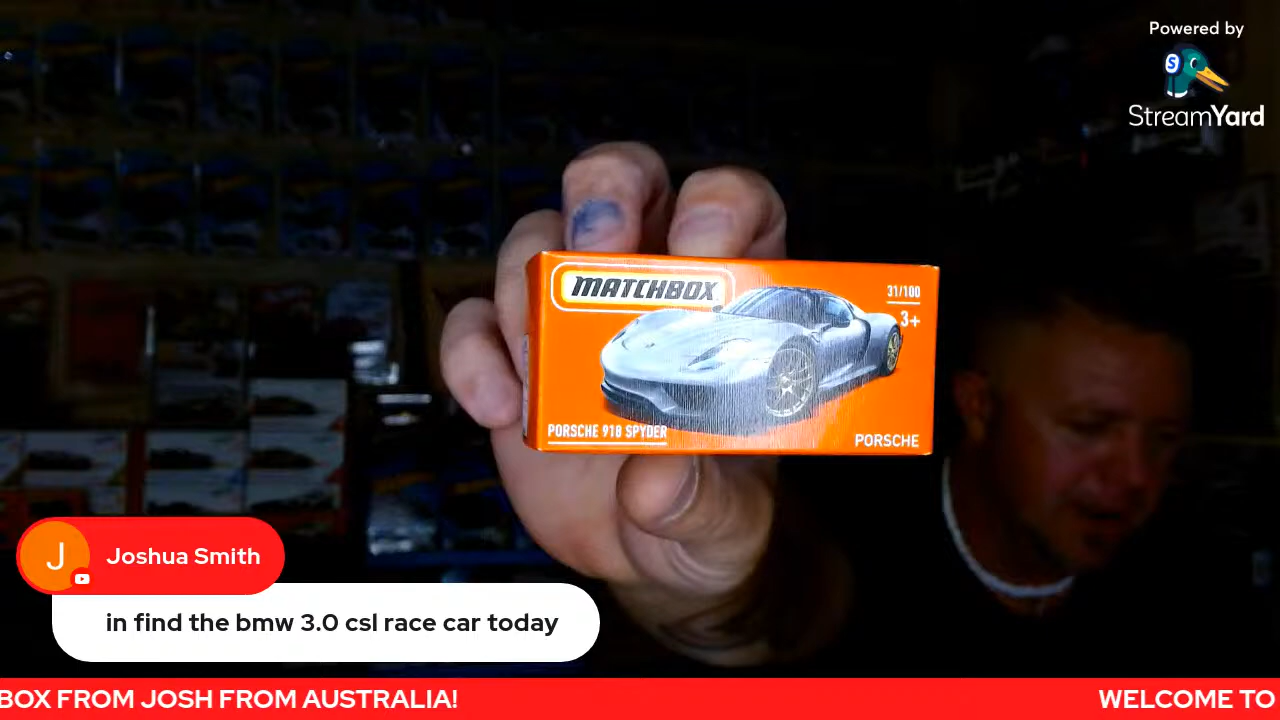 Powered by
StreamYard
MATCHBOX
31/100
3+
PORSCHE 918 SPYDER
PORSCHE
J
Joshua Smith
in find the bmw 3.0 csl race car today
BOX FROM JOSH FROM AUSTRALIA!
WELCOME TO